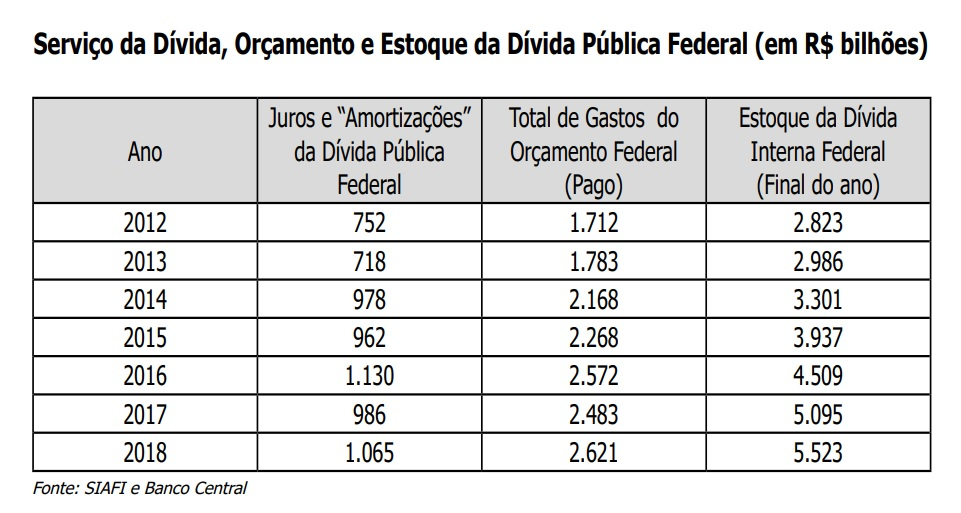 Serviço da Dívida, Orçamento e Estoque da Dívida Pública Federal (em R$ bilhões)
Ano
Juros e “Amortizações”
da Dívida Pública
Federal
Total de Gastos do
Orçamento Federal
(Pago)
Estoque da Dívida
Interna Federal
(Final do ano)
2012 752 1.712 2.823
2013 718 1.783 2.986
2014 978 2.168 3.301
2015 962 2.268 3.937
2016 1.130 2.572 4.509
2017 986 2.483 5.095
2018 1.065 2.621 5.523
Fonte: SIAFI e Banco Central